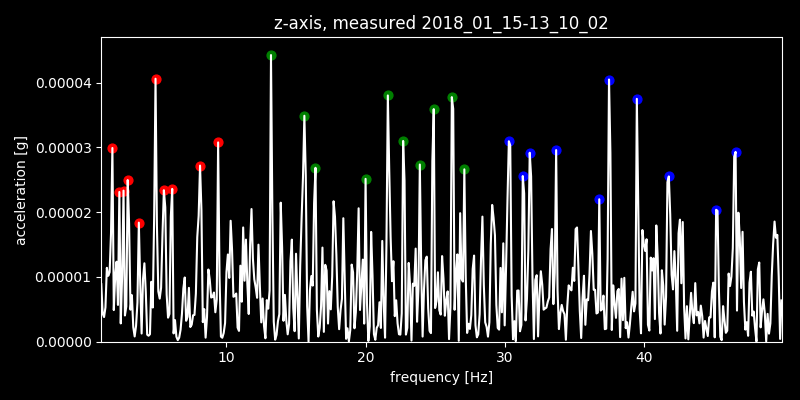 z-axis, measured 2018_01_15-13_10_02
0.00004
0.00003
0.00002
0.00001
0.00000
acceleration [g]
10 20 30 40
frequency [Hz]